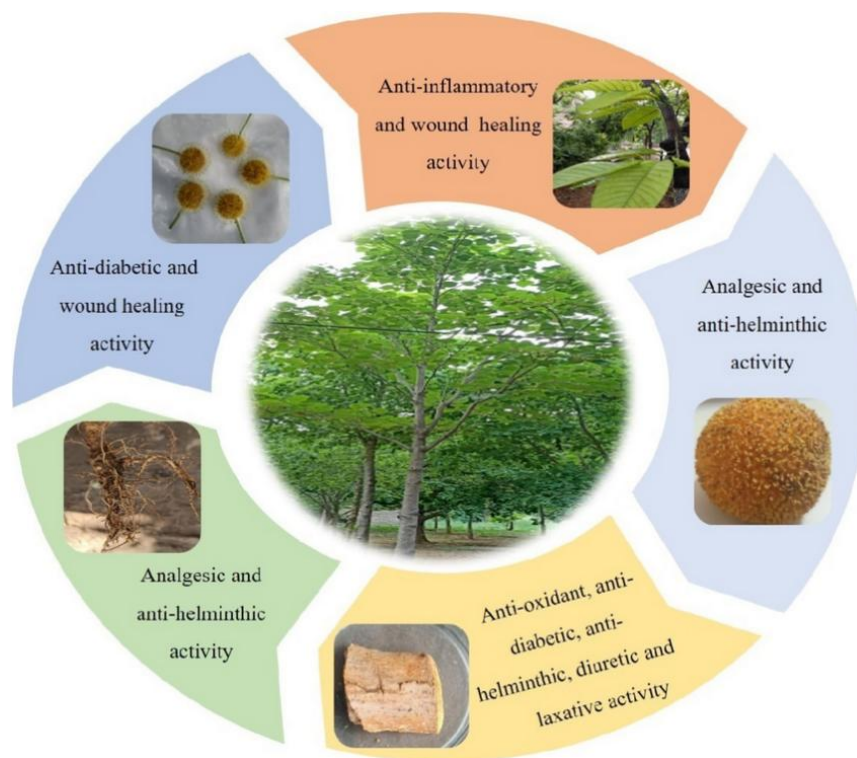 Anti-inflammatory
and wound healing
activity
Analgesic and
anti-helminthic
activity
Anti-oxidant, anti-
diabetic, anti-
helminthic, diuretic and
laxative activity
Analgesic and
anti-helminthic
activity
Anti-diabetic and
wound healing
activity